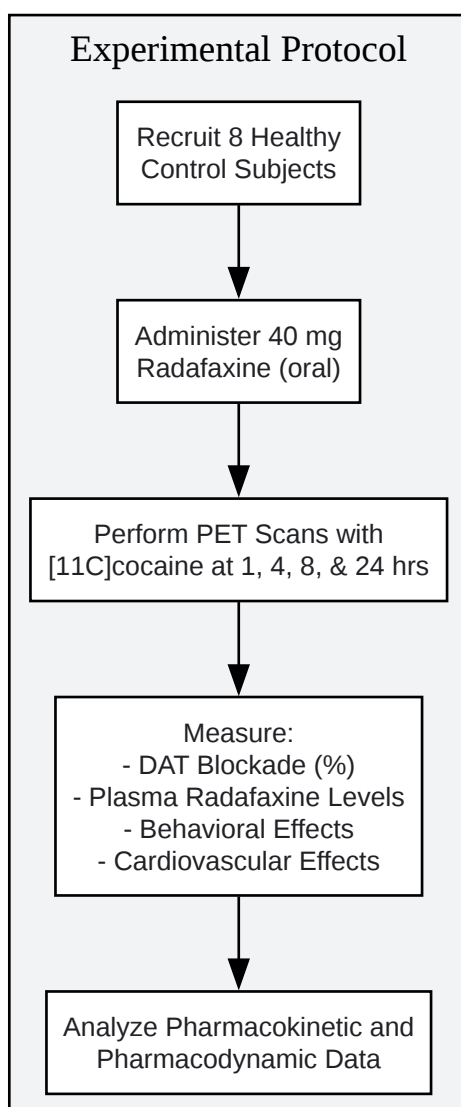 Experimental Protocol
Recruit 8 Healthy
Control Subjects
Administer 40 mg
Radafaxine (oral)
Perform PET Scans with
[11C]cocaine at 1, 4, 8, & 24 hrs
Measure:
- DAT Blockade (%)
- Plasma Radafaxine Levels
- Behavioral Effects
- Cardiovascular Effects
Analyze Pharmacokinetic and
Pharmacodynamic Data